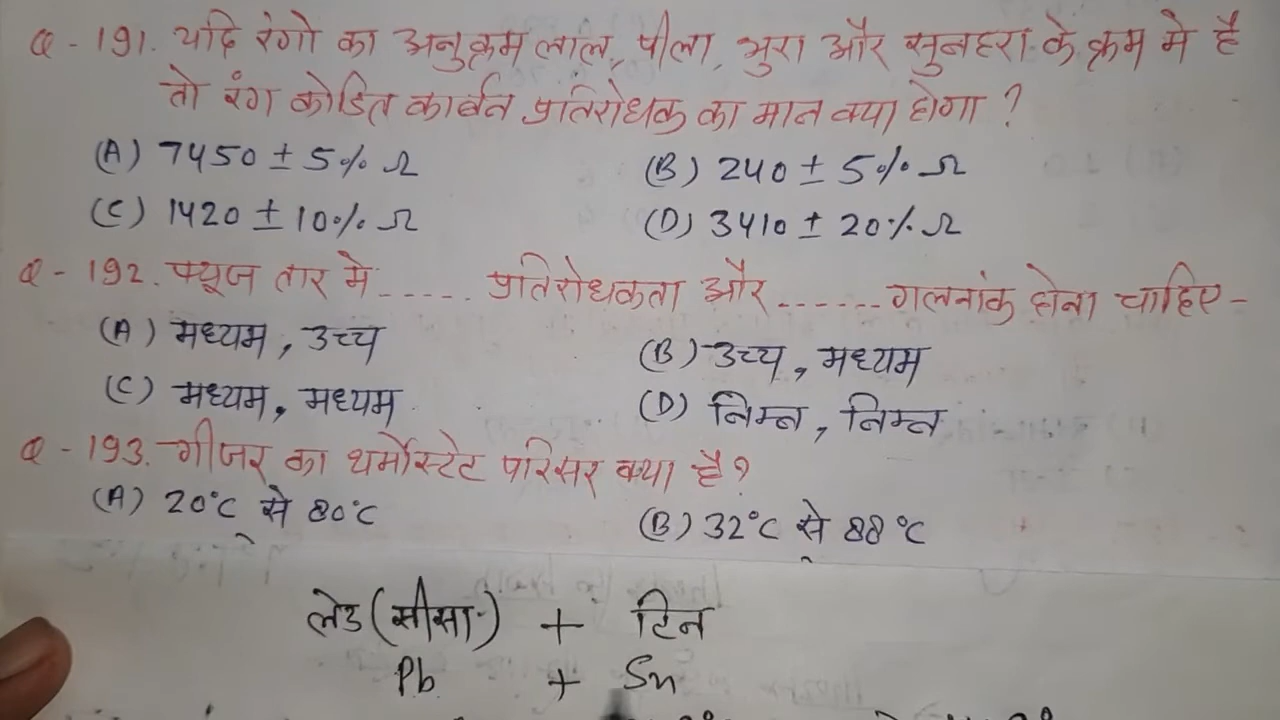 Q - 191. यदि रंगो का अनुक्रम लाल, पीला, भुरा और सुनहरा के क्रम मे है
तो रंग कोडित कार्बन प्रतिरोधक का मान क्या होगा ?
(A) 7450 ± 5% Ω (B) 240 ± 5% Ω
(C) 1420 ± 10% Ω (D) 3410 ± 20% Ω
Q - 192. फ्यूज तार मे ----- प्रतिरोधकता और ------ गलनांक होना चाहिए -
(A) मध्यम, उच्च (B) उच्च, मध्यम
(C) मध्यम, मध्यम (D) निम्न, निम्न
Q - 193. गीजर का थर्मोस्टेट परिसर क्या है ?
(A) 20°C से 80°C (B) 32°C से 88°C
लेड (सीसा) + टिन
Pb + Sn